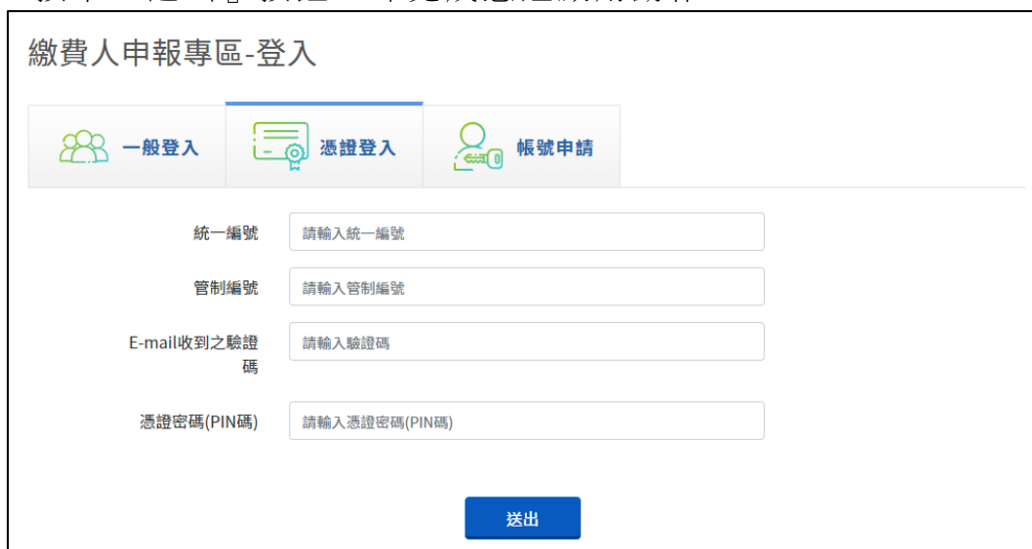 繳費人申報專區-登入
一般登入
憑證登入
帳號申請
統一編號
請輸入統一編號
管制編號
請輸入管制編號
E-mail收到之驗證
碼
請輸入驗證碼
憑證密碼(PIN碼)
請輸入憑證密碼(PIN碼)
送出